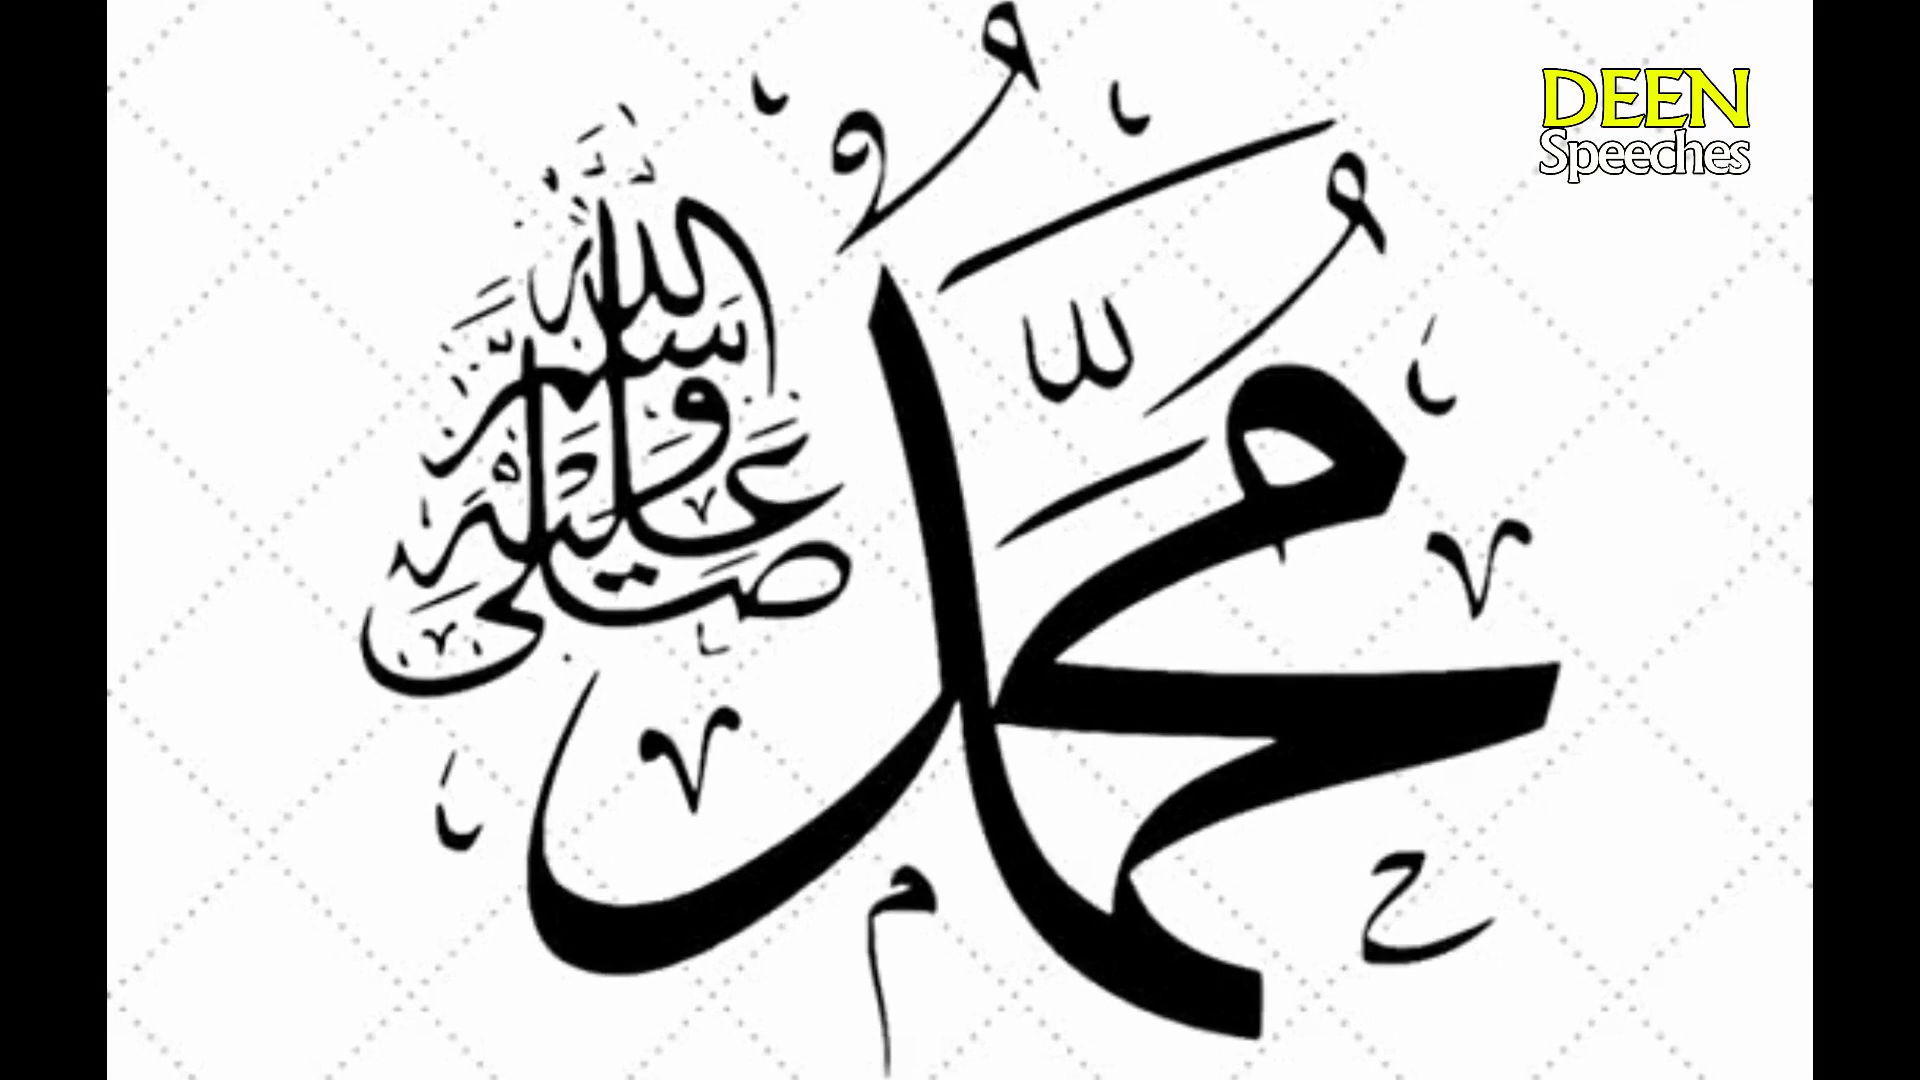 محمد
صلى الله عليه وسلم
DEEN
Speeches